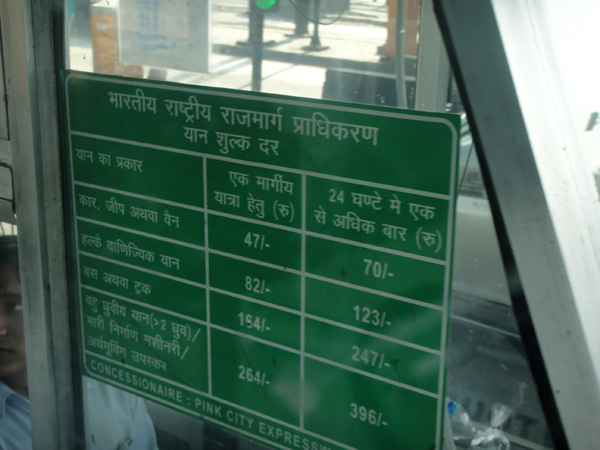 भारतीय राष्ट्रीय राजमार्ग प्राधिकरण
यान शुल्क दर
यान का प्रकार
एक मार्गीय
यात्रा हेतु (रु)
24 घण्टे मे एक
से अधिक बार (रु)
कार, जीप अथवा वैन
47/-
70/-
हल्के वाणिज्यिक यान
82/-
123/-
बस अथवा ट्रक
164/-
247/-
बहु ध्रुवीय यान(>2 ध्रुव)/
भारी निर्माण मशीनरी/
अर्थमूविंग उपस्कर
264/-
396/-
CONCESSIONAIRE : PINK CITY